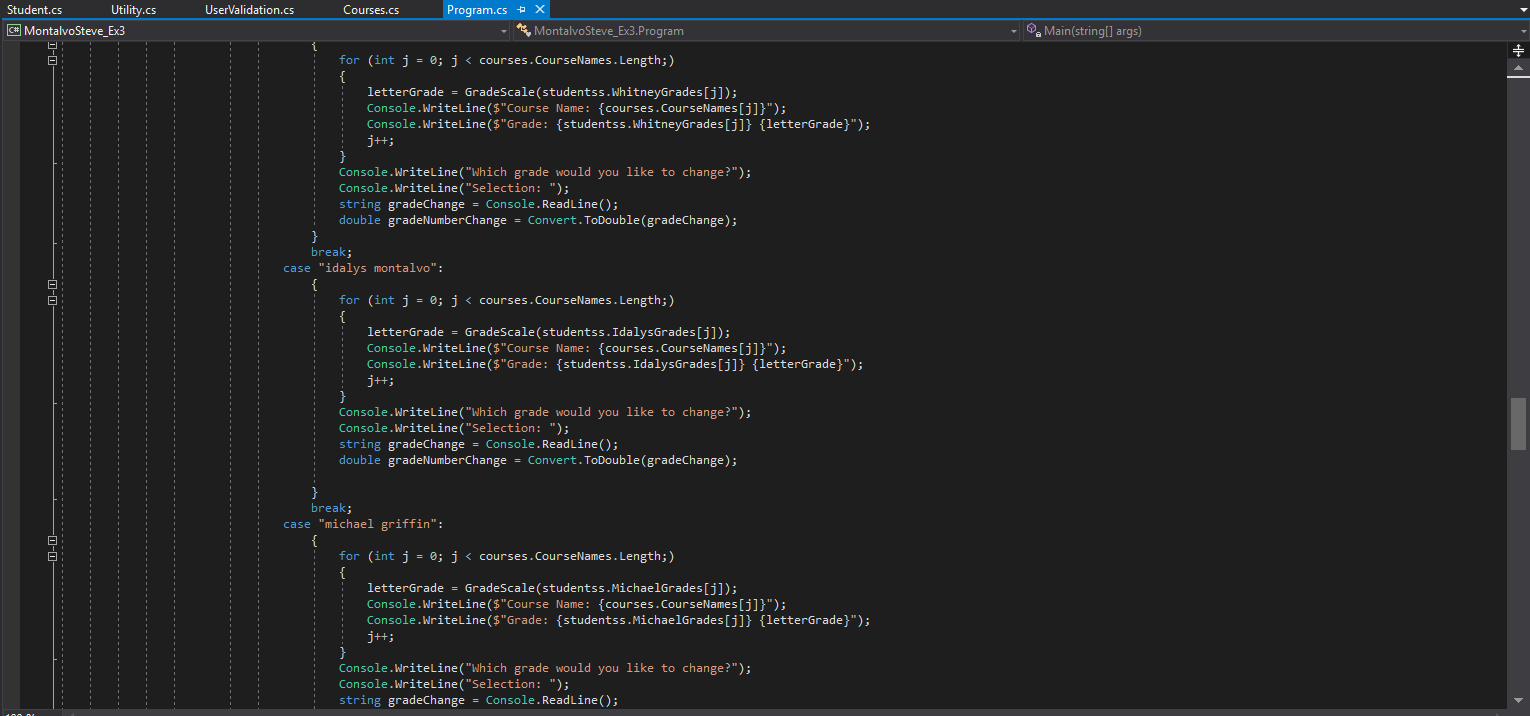 Student.cs Utility.cs UserValidation.cs Courses.cs Program.cs
C# MontalvoSteve_Ex3 MontalvoSteve_Ex3.Program Main(string[] args)
{
for (int j = 0; j < courses.CourseNames.Length;)
{
letterGrade = GradeScale(studentss.WhitneyGrades[j]);
Console.WriteLine($"Course Name: {courses.CourseNames[j]}");
Console.WriteLine($"Grade: {studentss.WhitneyGrades[j]} {letterGrade}");
j++;
}
Console.WriteLine("Which grade would you like to change?");
Console.WriteLine("Selection: ");
string gradeChange = Console.ReadLine();
double gradeNumberChange = Convert.ToDouble(gradeChange);
}
break;
case "idalys montalvo":
{
for (int j = 0; j < courses.CourseNames.Length;)
{
letterGrade = GradeScale(studentss.IdalysGrades[j]);
Console.WriteLine($"Course Name: {courses.CourseNames[j]}");
Console.WriteLine($"Grade: {studentss.IdalysGrades[j]} {letterGrade}");
j++;
}
Console.WriteLine("Which grade would you like to change?");
Console.WriteLine("Selection: ");
string gradeChange = Console.ReadLine();
double gradeNumberChange = Convert.ToDouble(gradeChange);
}
break;
case "michael griffin":
{
for (int j = 0; j < courses.CourseNames.Length;)
{
letterGrade = GradeScale(studentss.MichaelGrades[j]);
Console.WriteLine($"Course Name: {courses.CourseNames[j]}");
Console.WriteLine($"Grade: {studentss.MichaelGrades[j]} {letterGrade}");
j++;
}
Console.WriteLine("Which grade would you like to change?");
Console.WriteLine("Selection: ");
string gradeChange = Console.ReadLine();